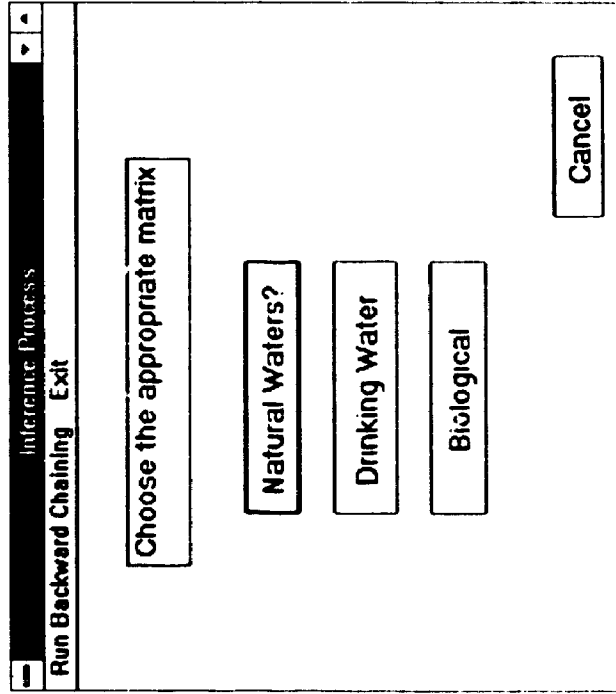 Inference Process
Run Backward Chaining Exit
Choose the appropriate matrix
Natural Waters?
Drinking Water
Biological
Cancel